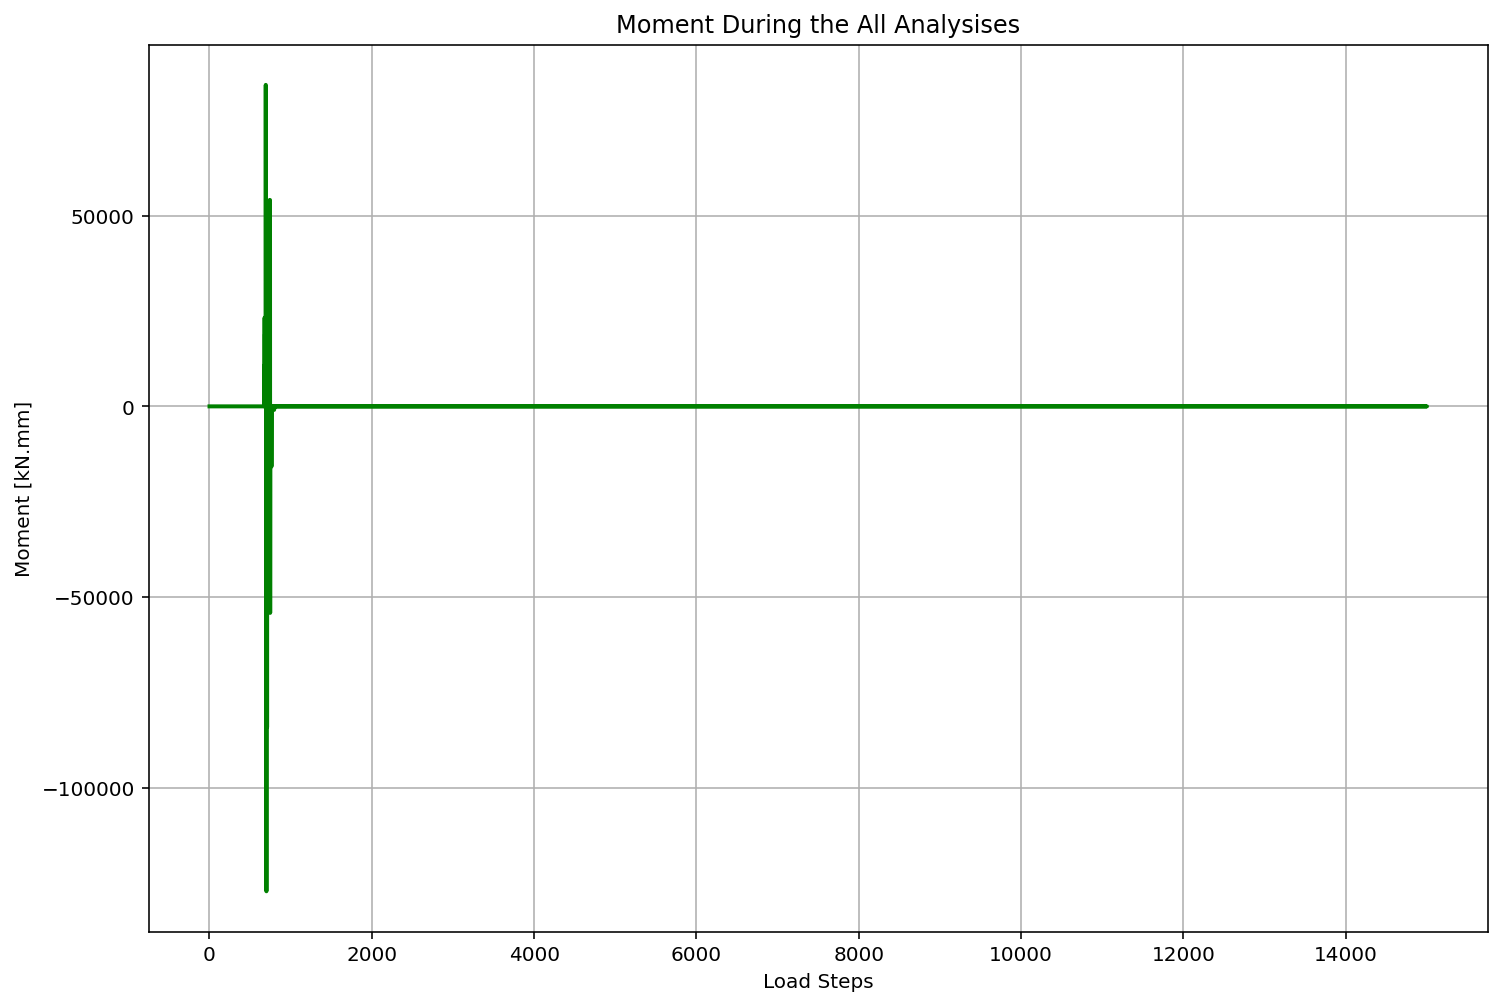 Moment During the All Analysises
50000
0
−50000
−100000
Moment [kN.mm]
0 2000 4000 6000 8000 10000 12000 14000
Load Steps